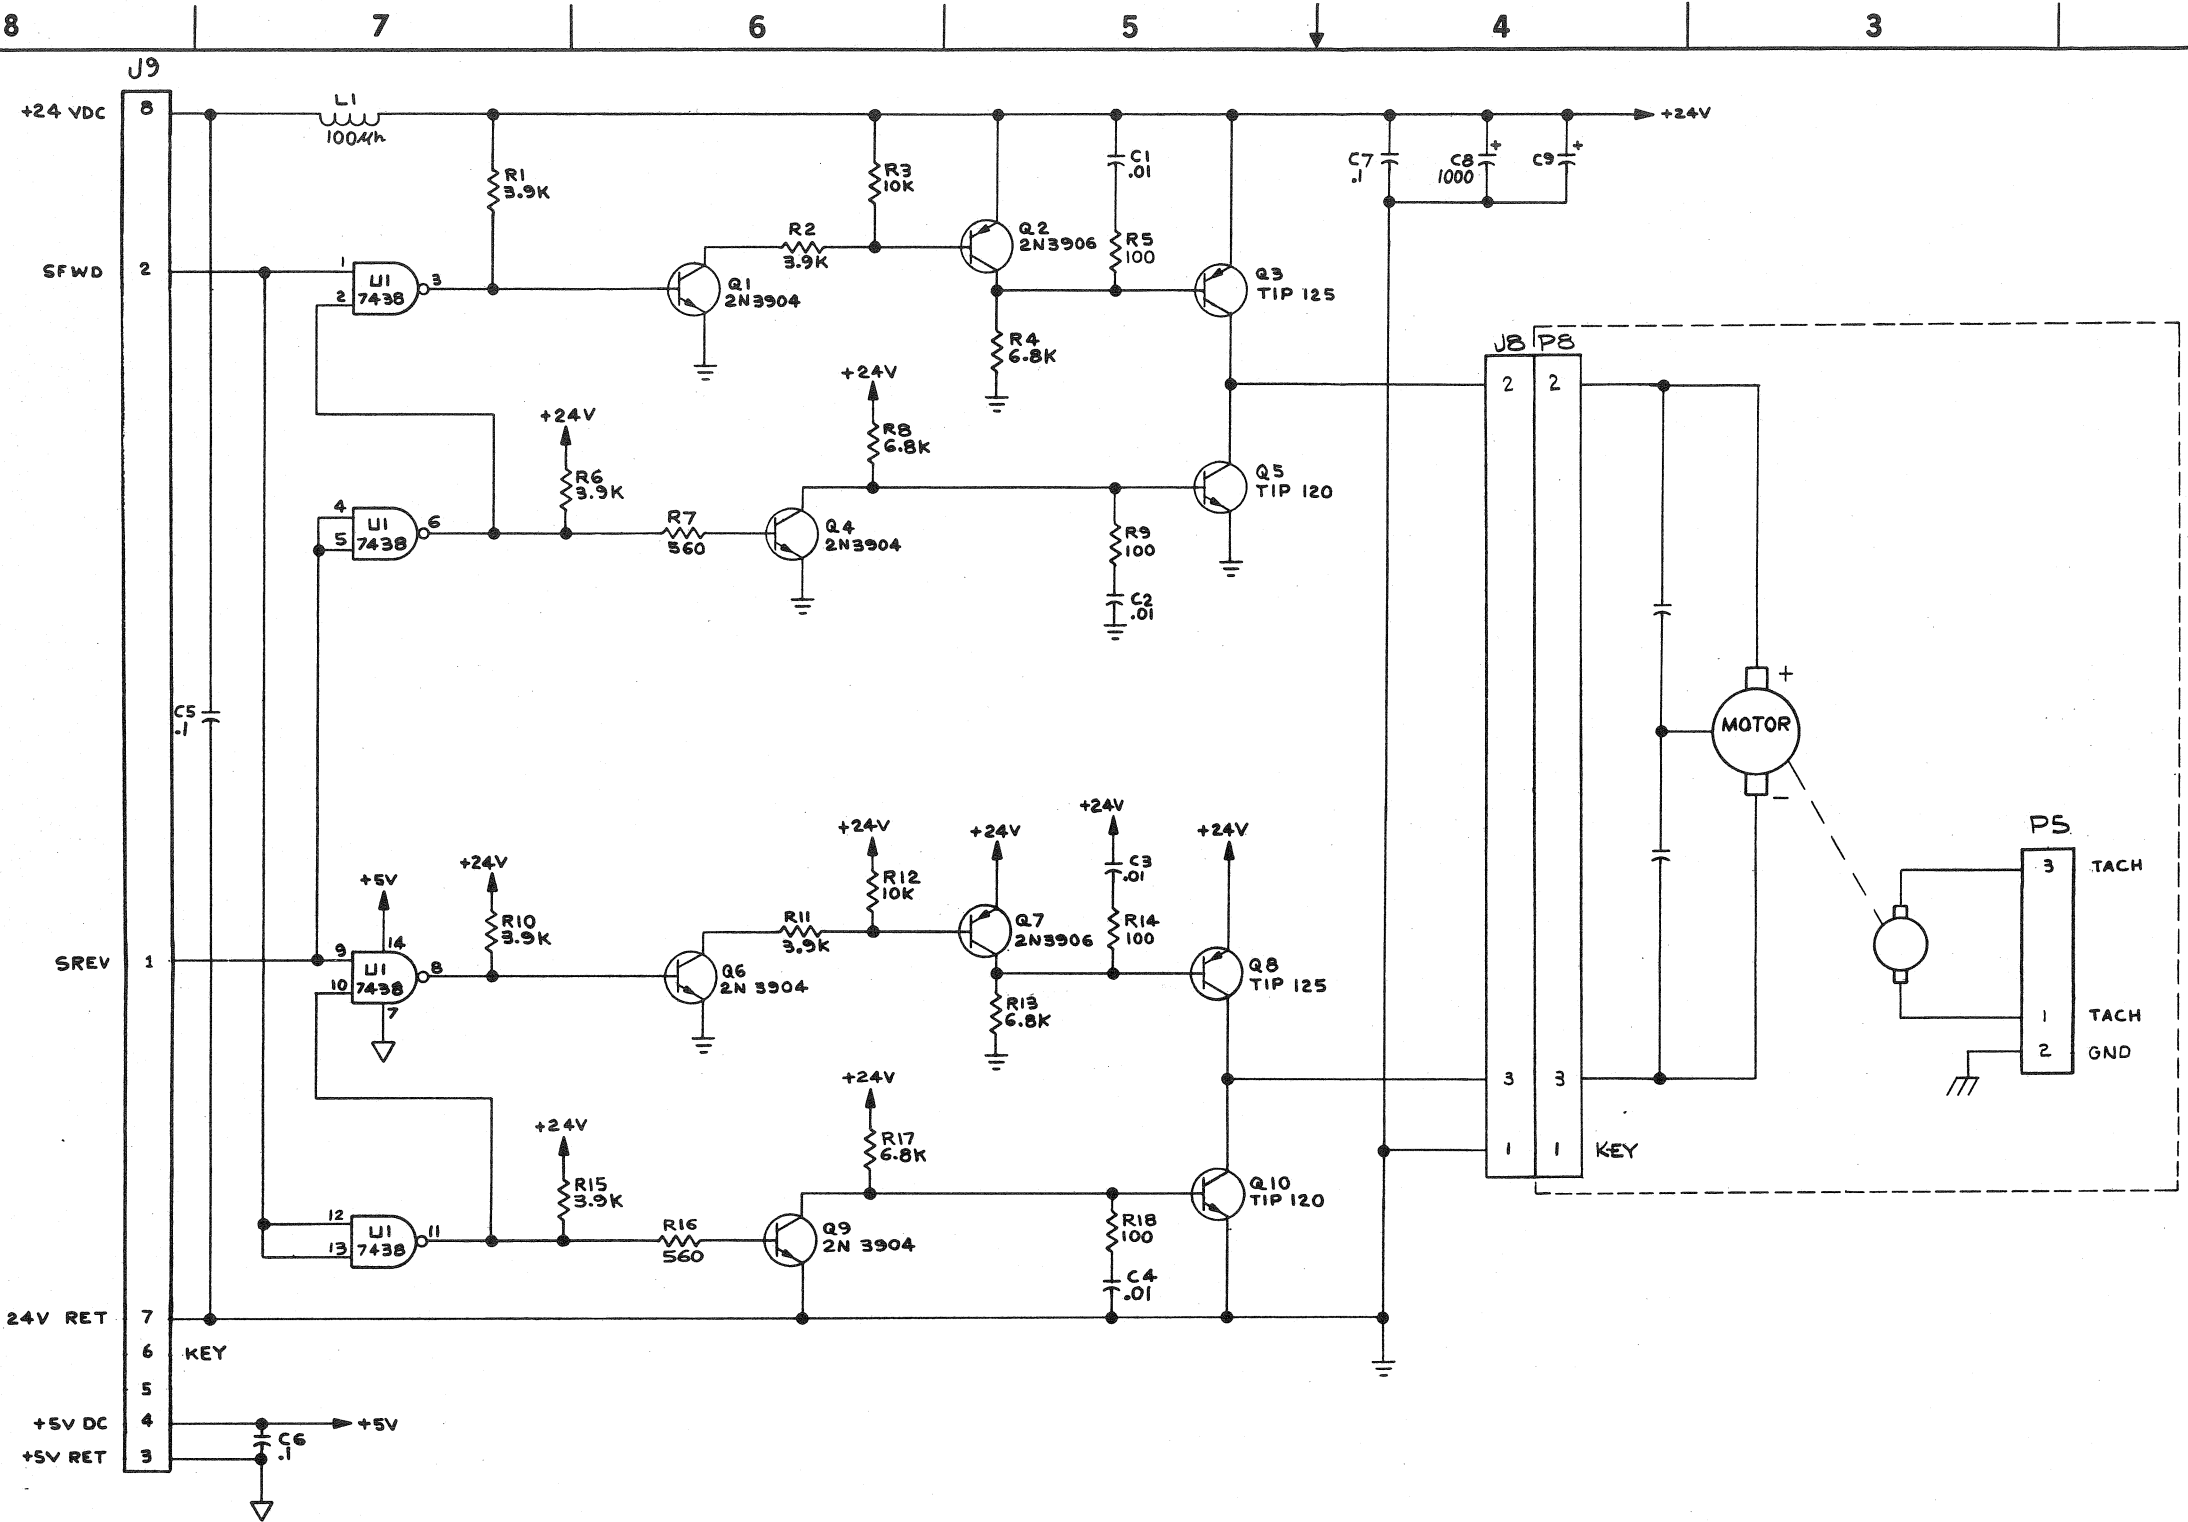 8 7 6 5 4 3
J9
+24 VDC 8
L1
100µh
+24V
R1
3.9K
R3
10K
C1
.01
C7
.1
C8
1000
+
C9
+
R2
3.9K
Q2
2N3906
R5
100
SFWD 2
1
2
U1
7438
3
Q1
2N3904
Q3
TIP 125
R4
6.8K
J8 P8
2 2
+24V
R8
6.8K
+24V
R6
3.9K
4
5
U1
7438
6
R7
560
Q4
2N3904
Q5
TIP 120
R9
100
C2
.01
C5
.1
+
MOTOR
−
+24V
C3
.01
+24V
R12
10K
+24V
+24V
P5
3 TACH
+5V
+24V
R10
3.9K
R11
3.9K
Q7
2N3906
R14
100
SREV 1
9
10
14
U1
7438
7
8
Q6
2N 3904
Q8
TIP 125
R13
6.8K
1 TACH
2 GND
3 3
+24V
R17
6.8K
+24V
R15
3.9K
1 1 KEY
12
13
U1
7438
11
R16
560
Q9
2N 3904
Q10
TIP 120
R18
100
C4
.01
24V RET 7
6 KEY
5
+5V DC 4
+5V
C6
.1
+5V RET 3